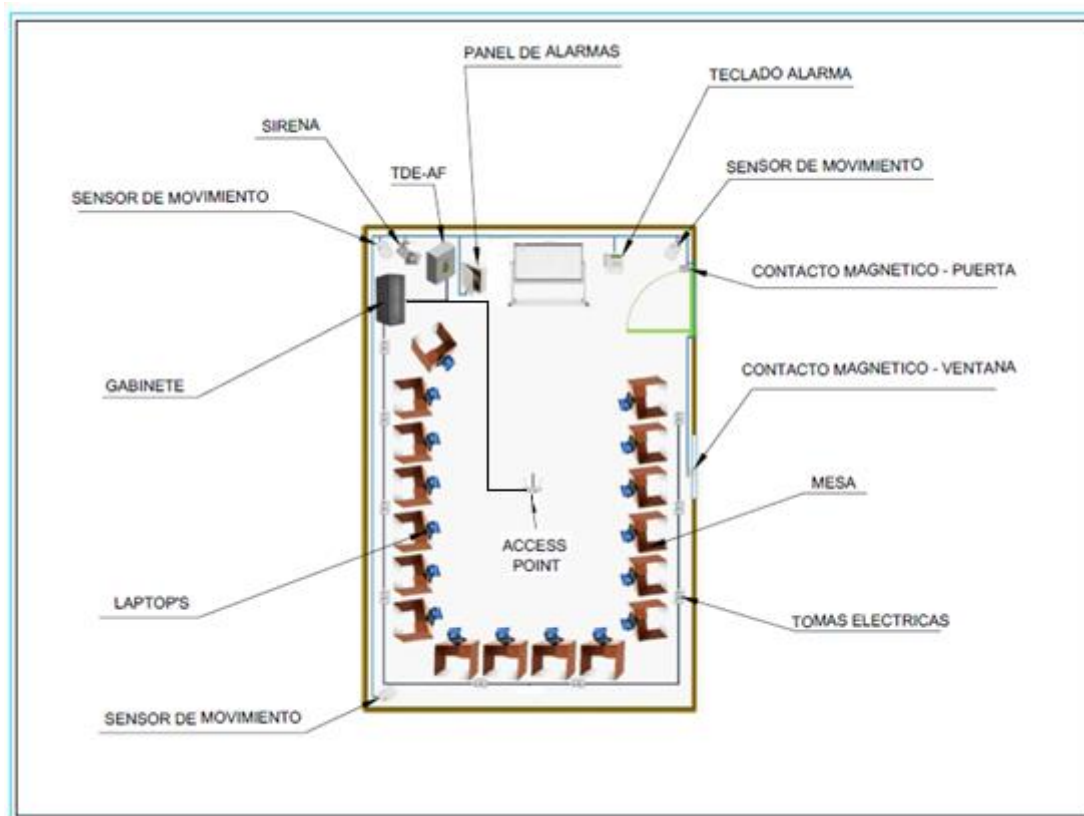 PANEL DE ALARMAS
TECLADO ALARMA
SIRENA
TDE-AF
SENSOR DE MOVIMIENTO
SENSOR DE MOVIMIENTO
CONTACTO MAGNETICO - PUERTA
GABINETE
CONTACTO MAGNETICO - VENTANA
MESA
ACCESS
POINT
LAPTOP'S
TOMAS ELECTRICAS
SENSOR DE MOVIMIENTO